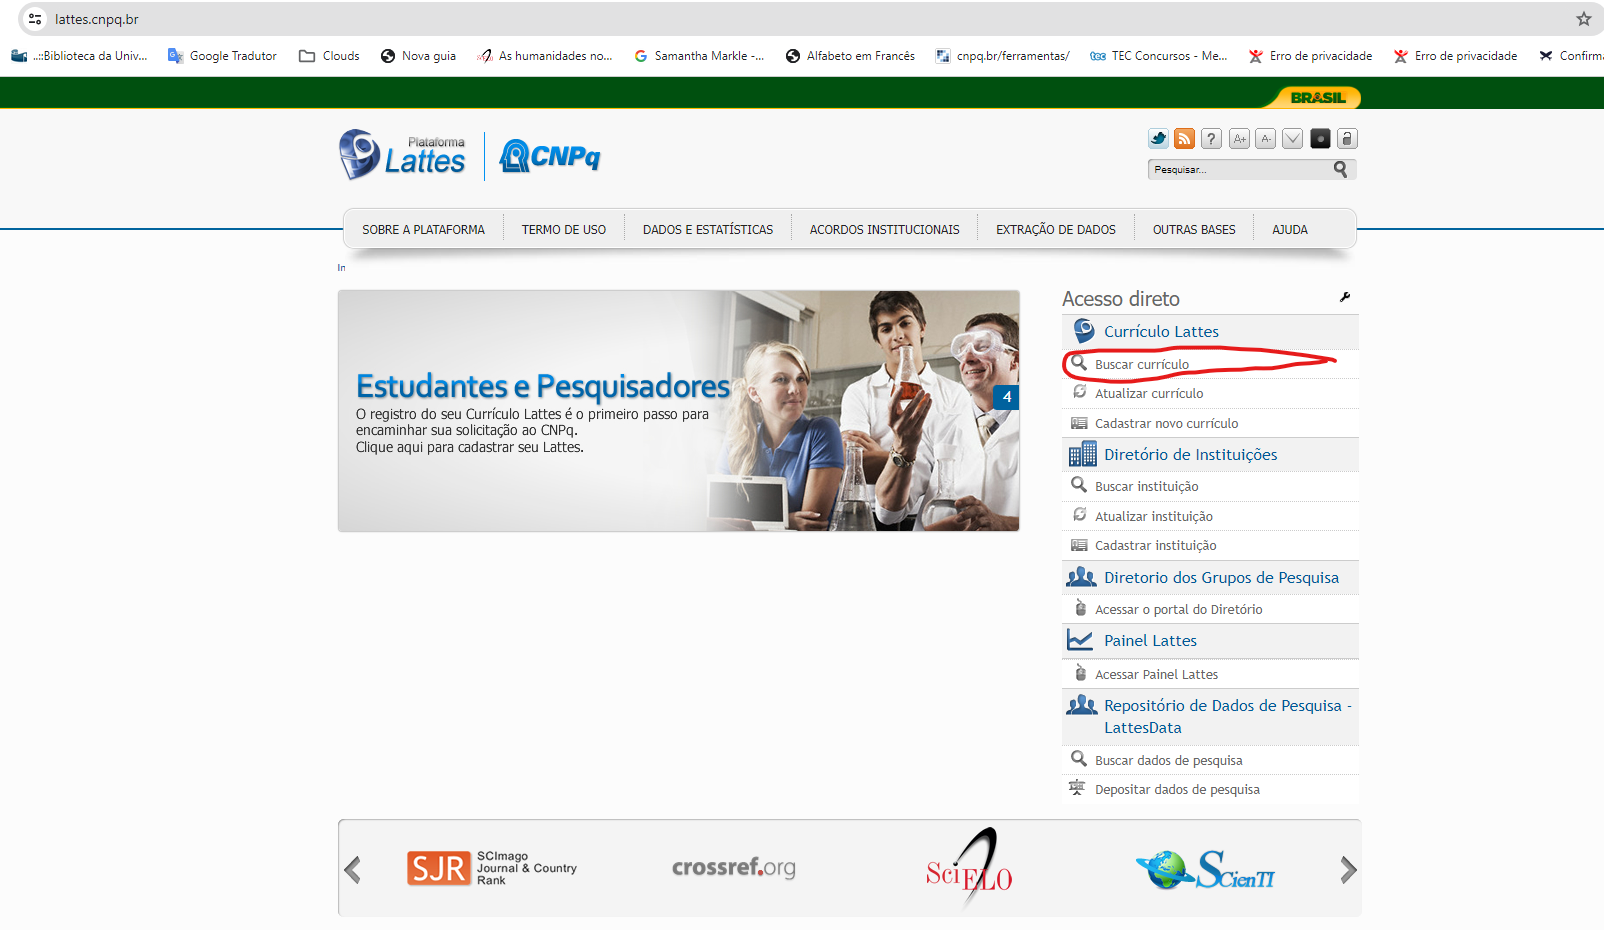 lattes.cnpq.br
..::Biblioteca da Univ...
Google Tradutor
Clouds
Nova guia
As humanidades no...
Samantha Markle -...
Alfabeto em Francês
cnpq.br/ferramentas/
tec TEC Concursos - Me...
Erro de privacidade
Erro de privacidade
Confirma
BRASIL
Plataforma
Lattes
CNPq
? A+ A-
Pesquisar...
SOBRE A PLATAFORMA
TERMO DE USO
DADOS E ESTATÍSTICAS
ACORDOS INSTITUCIONAIS
EXTRAÇÃO DE DADOS
OUTRAS BASES
AJUDA
In
Estudantes e Pesquisadores
O registro do seu Currículo Lattes é o primeiro passo para
encaminhar sua solicitação ao CNPq.
Clique aqui para cadastrar seu Lattes.
4
Acesso direto
Currículo Lattes
Buscar currículo
Atualizar currículo
Cadastrar novo currículo
Diretório de Instituições
Buscar instituição
Atualizar instituição
Cadastrar instituição
Diretorio dos Grupos de Pesquisa
Acessar o portal do Diretório
Painel Lattes
Acessar Painel Lattes
Repositório de Dados de Pesquisa -
LattesData
Buscar dados de pesquisa
Depositar dados de pesquisa
SJR
SCImago
Journal & Country
Rank
crossref.org
SciELO
ScienTI